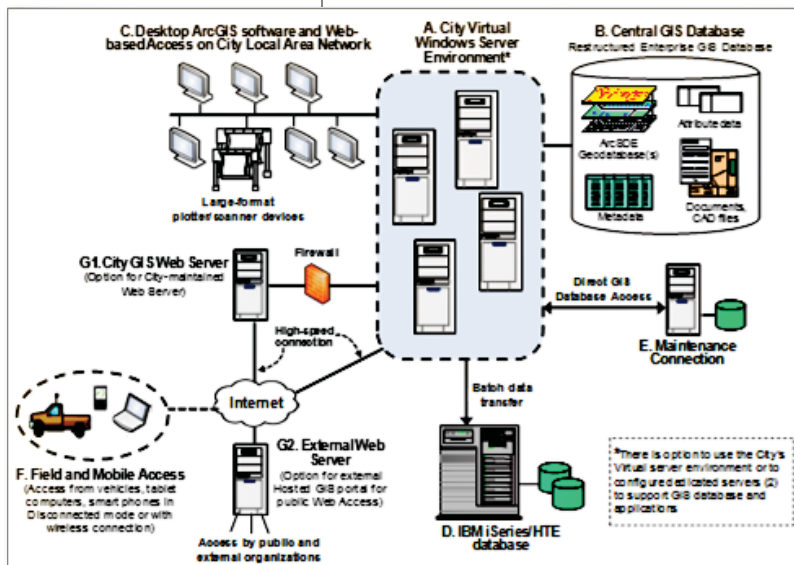 C. Desktop ArcGIS software and Web-
based Access on City Local Area Network
A. City Virtual
Windows Server
Environment*
B. Central GIS Database
Restructured Enterprise GIS Database
Attribute data
ArcSDE
Geodatabase(s)
Metadata
Documents,
CAD files
Large-format
plotter/scanner devices
G1. City GIS Web Server
(Option for City-maintained
Web Server)
Firewall
Direct GIS
Database Access
E. Maintenance
Connection
High-speed
connection
Internet
Batch data
transfer
F. Field and Mobile Access
(Access from vehicles, tablet
computers, smart phones in
Disconnected mode or with
wireless connection)
G2. External Web
Server
(Option for external
Hosted GIS portal for
public Web Access)
Access by public and
external organizations
D. IBM iSeries/HTE
database
*There is option to use the City's
Virtual server environment or to
configure dedicated servers (2)
to support GIS database and
applications